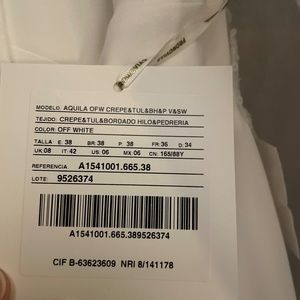 MODELO: AQUILA OFW CREPE&TUL&BH&P V&SW
TEJIDO: CREPE&TUL&BORDADO HILO&PEDRERIA
COLOR: OFF WHITE
TALLA: E: 38 BR: 38 P: 38 FR: 36 D: 34
UK: 08 IT: 42 US: 06 MX: 06 CN: 165/88Y
REFERENCIA: A1541001.665.38
LOTE: 9526374
A1541001.665.389526374
CIF B-63623609 NRI 8/141178